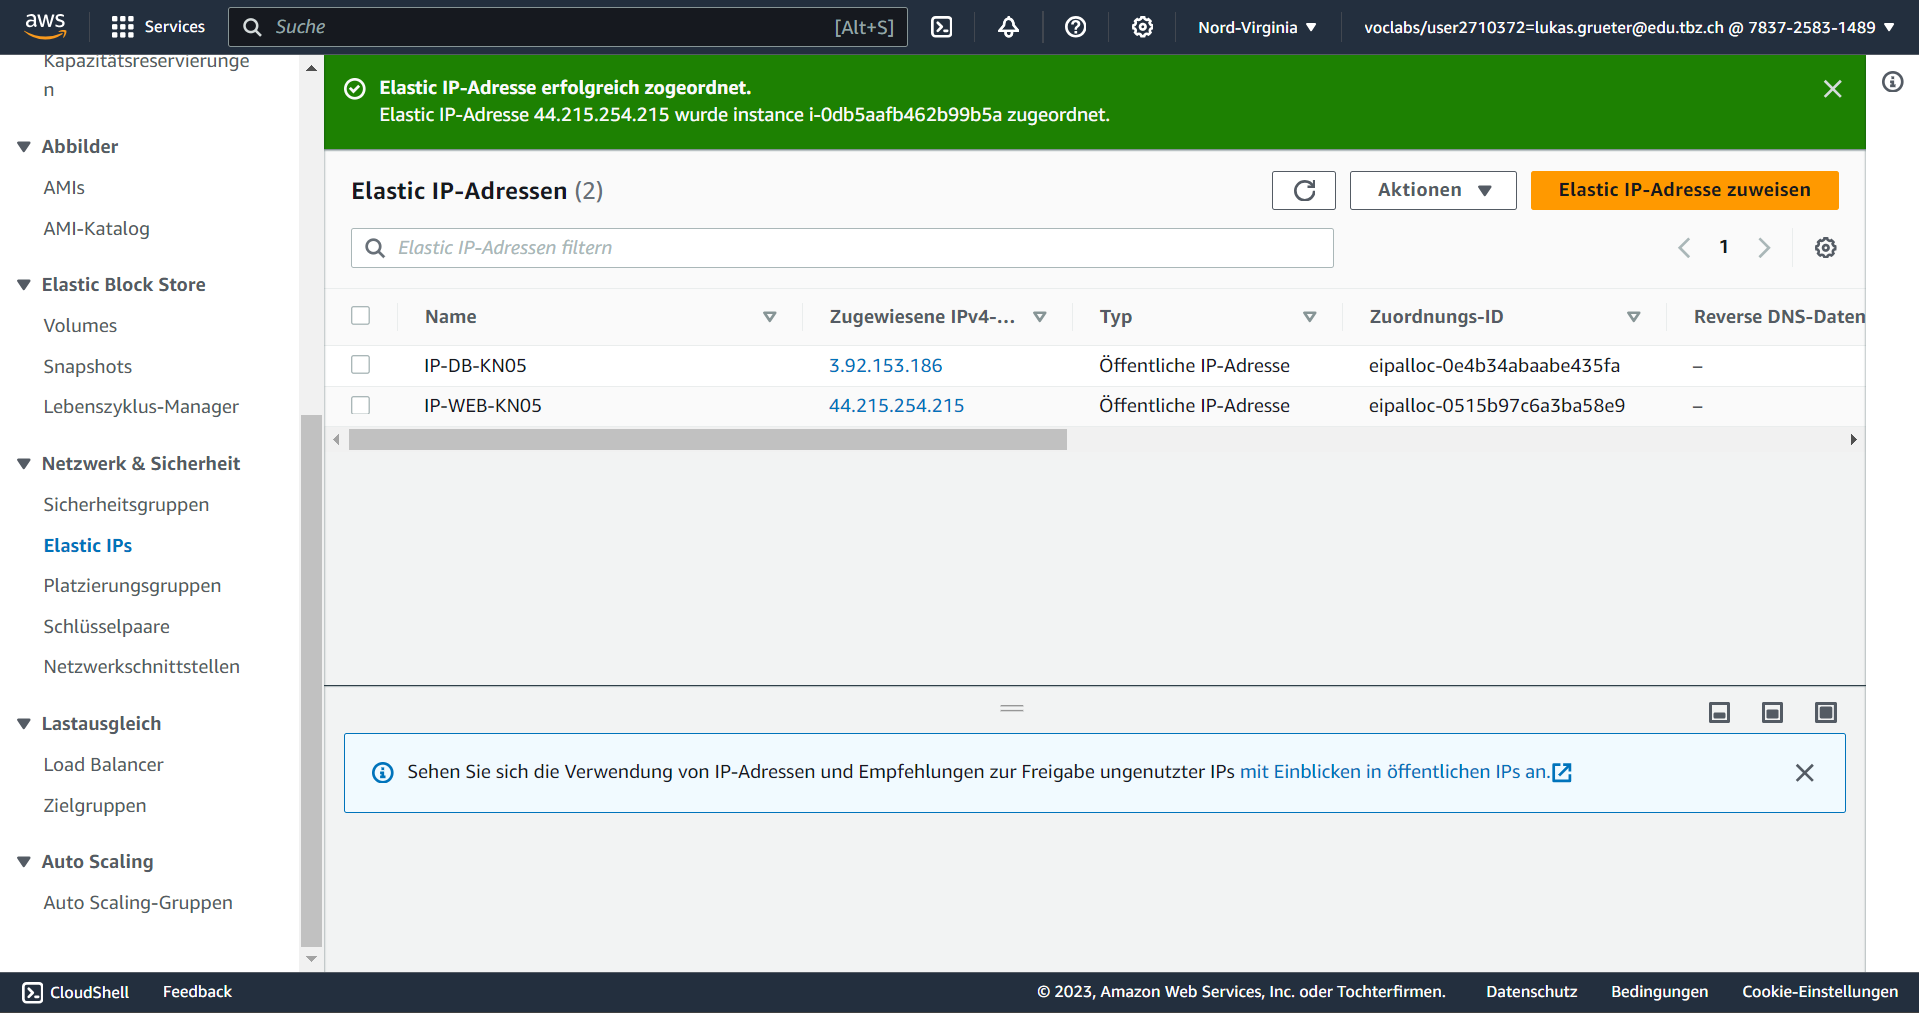 aws
Services
Suche
[Alt+S]
Nord-Virginia
voclabs/user2710372=lukas.grueter@edu.tbz.ch @ 7837-2583-1489
Kapazitätsreservierunge
n
Abbilder
AMIs
AMI-Katalog
Elastic Block Store
Volumes
Snapshots
Lebenszyklus-Manager
Netzwerk & Sicherheit
Sicherheitsgruppen
Elastic IPs
Platzierungsgruppen
Schlüsselpaare
Netzwerkschnittstellen
Lastausgleich
Load Balancer
Zielgruppen
Auto Scaling
Auto Scaling-Gruppen
Elastic IP-Adresse erfolgreich zogeordnet.
Elastic IP-Adresse 44.215.254.215 wurde instance i-0db5aafb462b99b5a zugeordnet.
Elastic IP-Adressen (2)
Aktionen
Elastic IP-Adresse zuweisen
Elastic IP-Adressen filtern
1
Name
Zugewiesene IPv4-...
Typ
Zuordnungs-ID
Reverse DNS-Daten
IP-DB-KN05
3.92.153.186
Öffentliche IP-Adresse
eipalloc-0e4b34abaabe435fa
–
IP-WEB-KN05
44.215.254.215
Öffentliche IP-Adresse
eipalloc-0515b97c6a3ba58e9
–
Sehen Sie sich die Verwendung von IP-Adressen und Empfehlungen zur Freigabe ungenutzter IPs mit Einblicken in öffentlichen IPs an.
CloudShell
Feedback
© 2023, Amazon Web Services, Inc. oder Tochterfirmen.
Datenschutz
Bedingungen
Cookie-Einstellungen